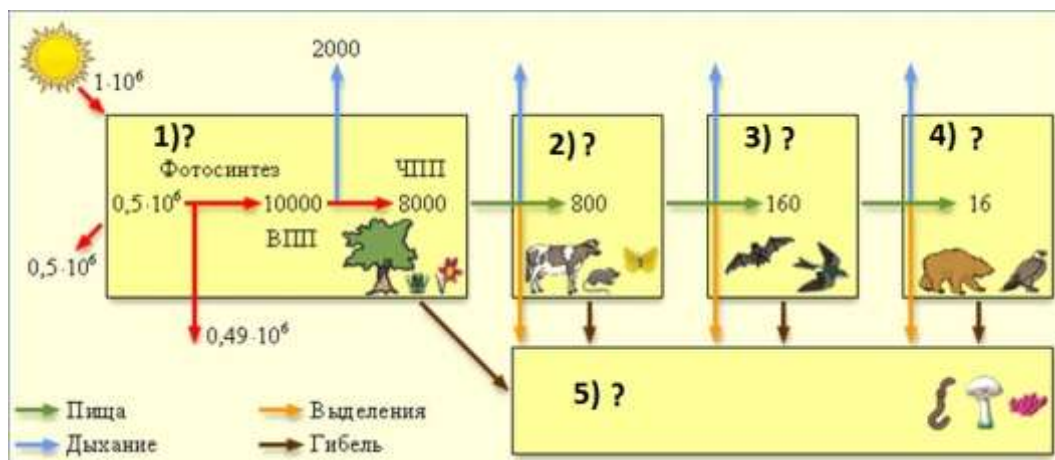 2000
1·10⁶
1)?
Фотосинтез
ЧПП
0,5·10⁶
10000
8000
ВПП
0,5·10⁶
0,49·10⁶
2) ?
800
3) ?
160
4) ?
16
5) ?
Пища
Выделения
Дыхание
Гибель